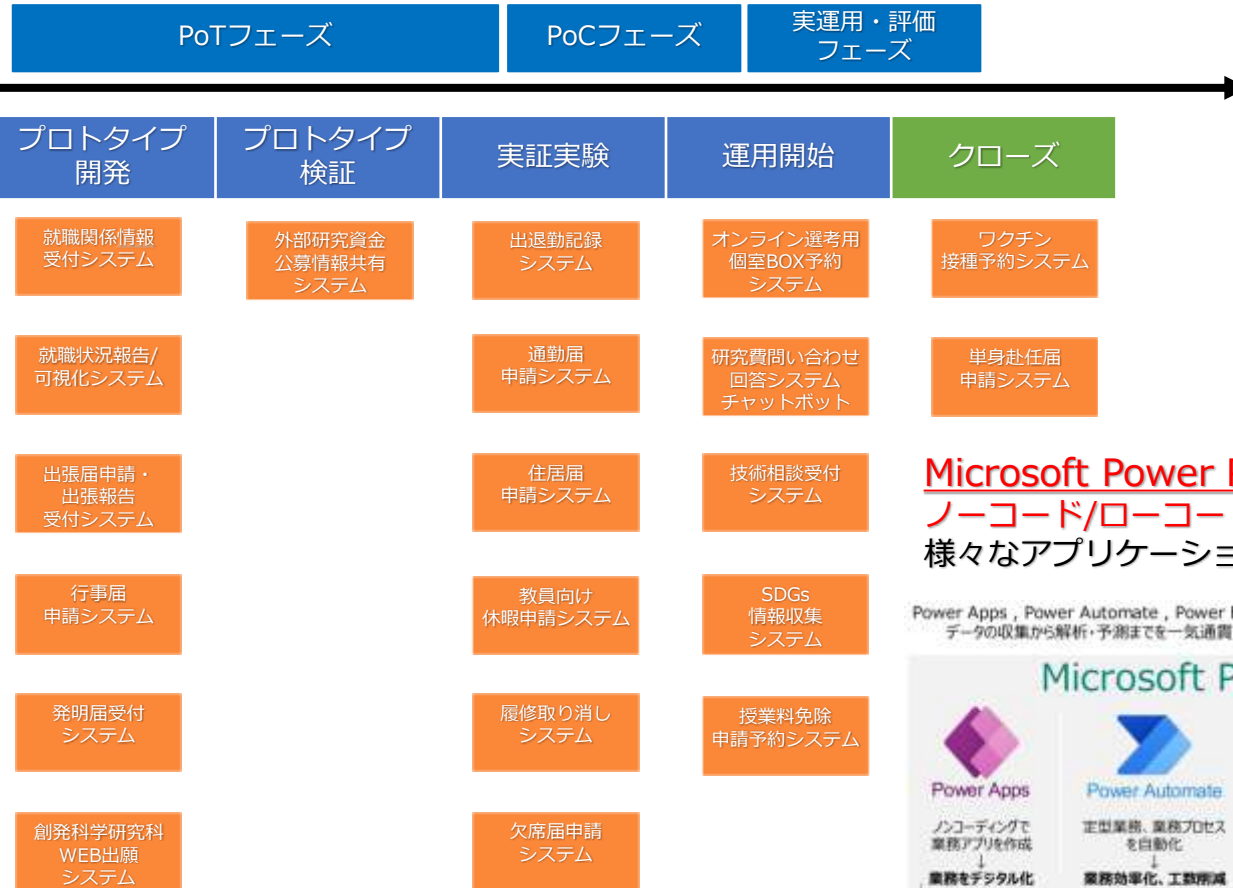 PoTフェーズ
PoCフェーズ
実運用・評価
フェーズ
プロトタイプ
開発
プロトタイプ
検証
実証実験
運用開始
クローズ
就職関係情報
受付システム
外部研究資金
公募情報共有
システム
出退勤記録
システム
オンライン選考用
個室BOX予約
システム
ワクチン
接種予約システム
就職状況報告/
可視化システム
通勤届
申請システム
研究費問い合わせ
回答システム
チャットボット
単身赴任届
申請システム
出張届申請・
出張報告
受付システム
住居届
申請システム
技術相談受付
システム
行事届
申請システム
教員向け
休暇申請システム
SDGs
情報収集
システム
発明届受付
システム
履修取り消し
システム
授業料免除
申請予約システム
創発科学研究科
WEB出願
システム
欠席届申請
システム
Microsoft Power
ノーコード/ローコー
様々なアプリケーショ
Power Apps , Power Automate , Power
データの収集から解析・予測までを一気通貫
Microsoft P
Power Apps
Power Automate
ノンコーディングで
業務アプリを作成
↓
業務をデジタル化
定型業務、業務プロセス
を自動化
↓
業務効率化、工数削減